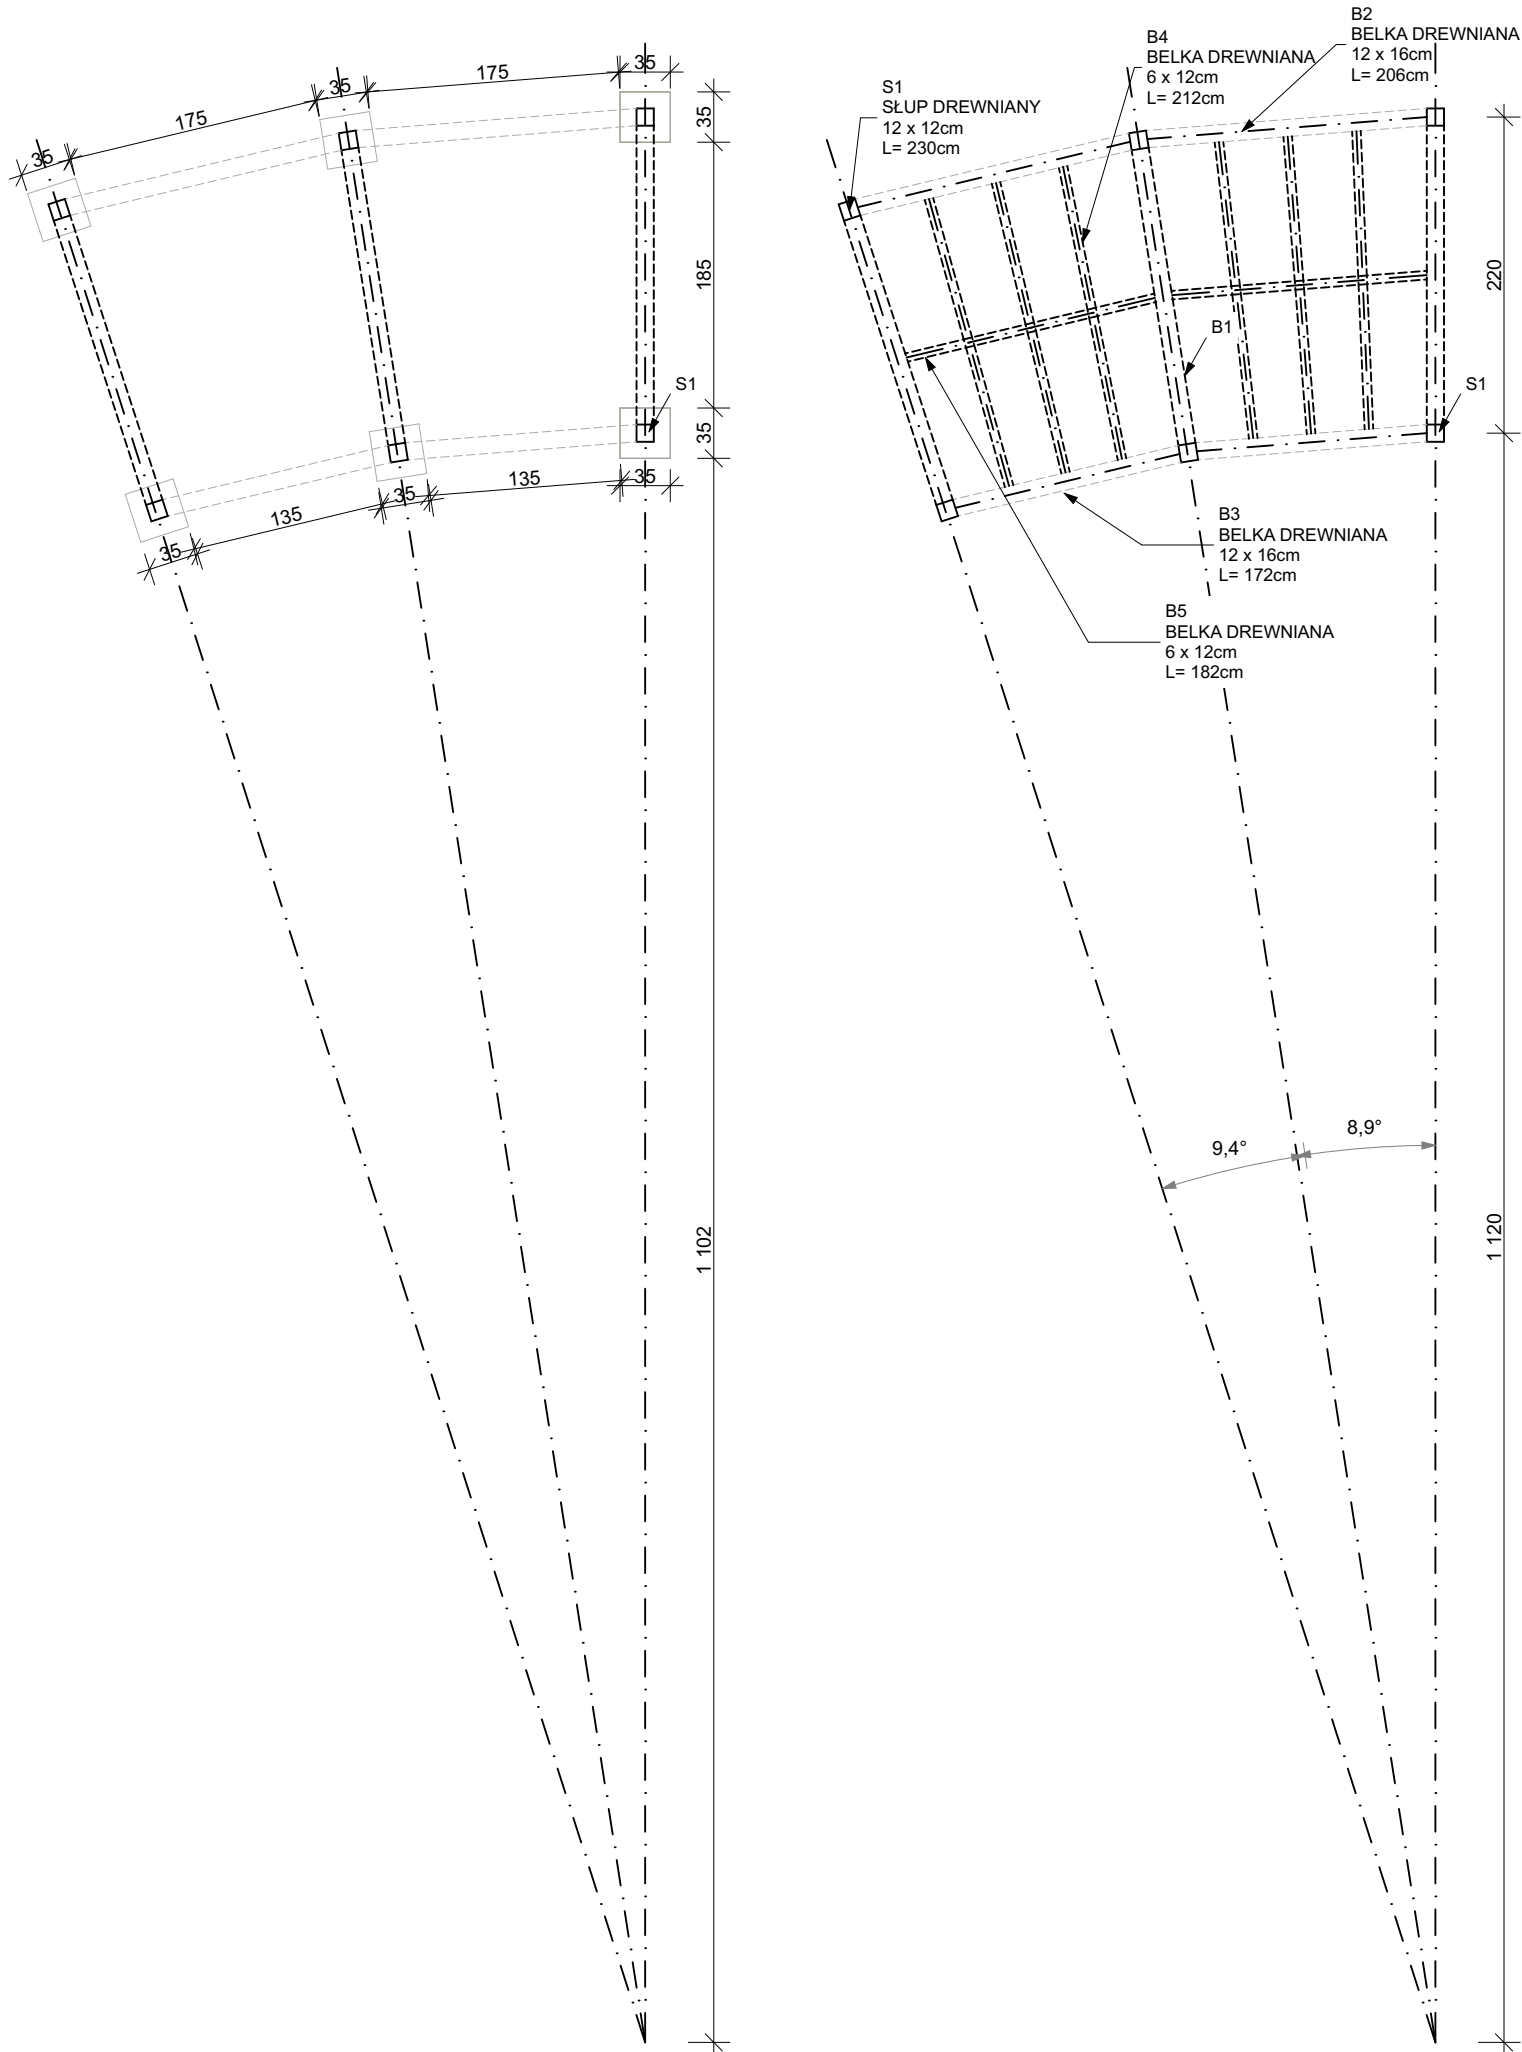 35
175
35
175
35
35
185
35
S1
35
135
35
135
35
1 102
S1
SŁUP DREWNIANY
12 x 12cm
L= 230cm
B4
BELKA DREWNIANA
6 x 12cm
L= 212cm
B2
BELKA DREWNIANA
12 x 16cm
L= 206cm
220
B1
S1
B3
BELKA DREWNIANA
12 x 16cm
L= 172cm
B5
BELKA DREWNIANA
6 x 12cm
L= 182cm
9,4°
8,9°
1 120